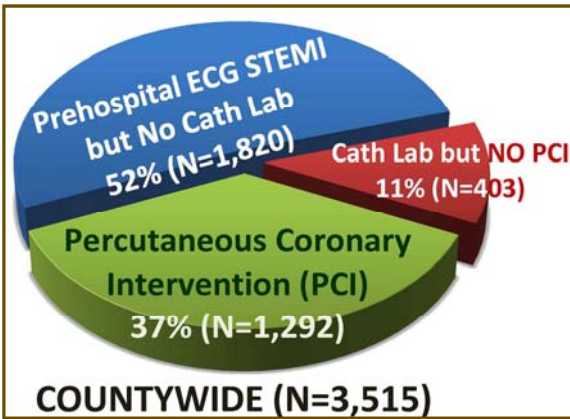 Prehospital ECG STEMI
but No Cath Lab
52% (N=1,820)
Cath Lab but NO PCI
11% (N=403)
Percutaneous Coronary
Intervention (PCI)
37% (N=1,292)
COUNTYWIDE (N=3,515)